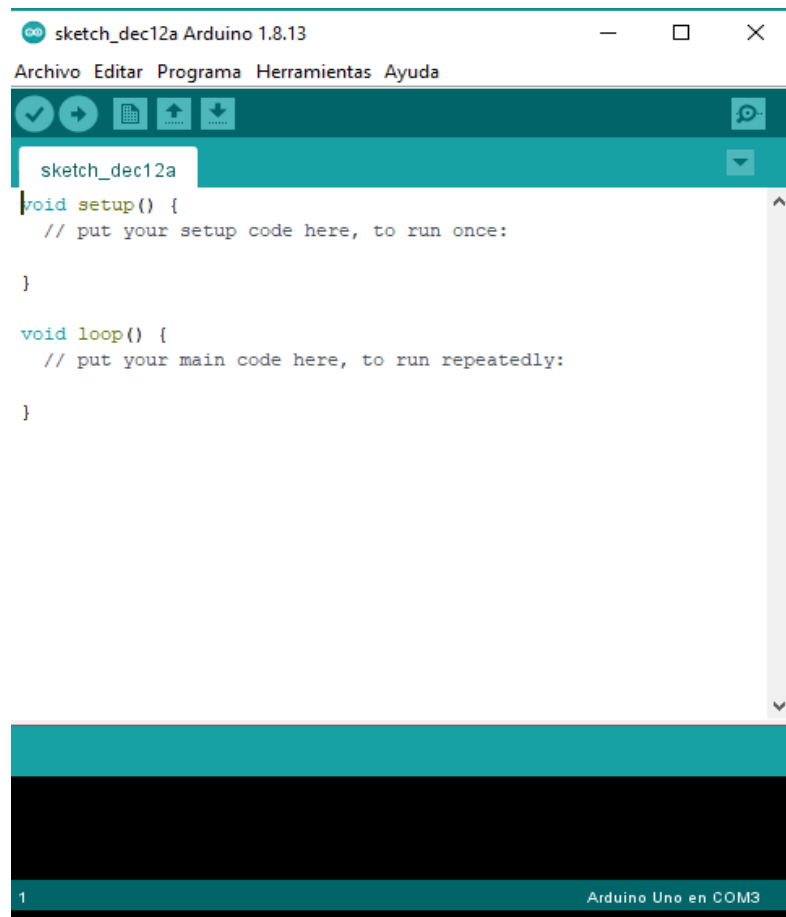 sketch_dec12a Arduino 1.8.13
Archivo Editar Programa Herramientas Ayuda
sketch_dec12a
void setup() {
  // put your setup code here, to run once:
}
void loop() {
  // put your main code here, to run repeatedly:
}
1 Arduino Uno en COM3